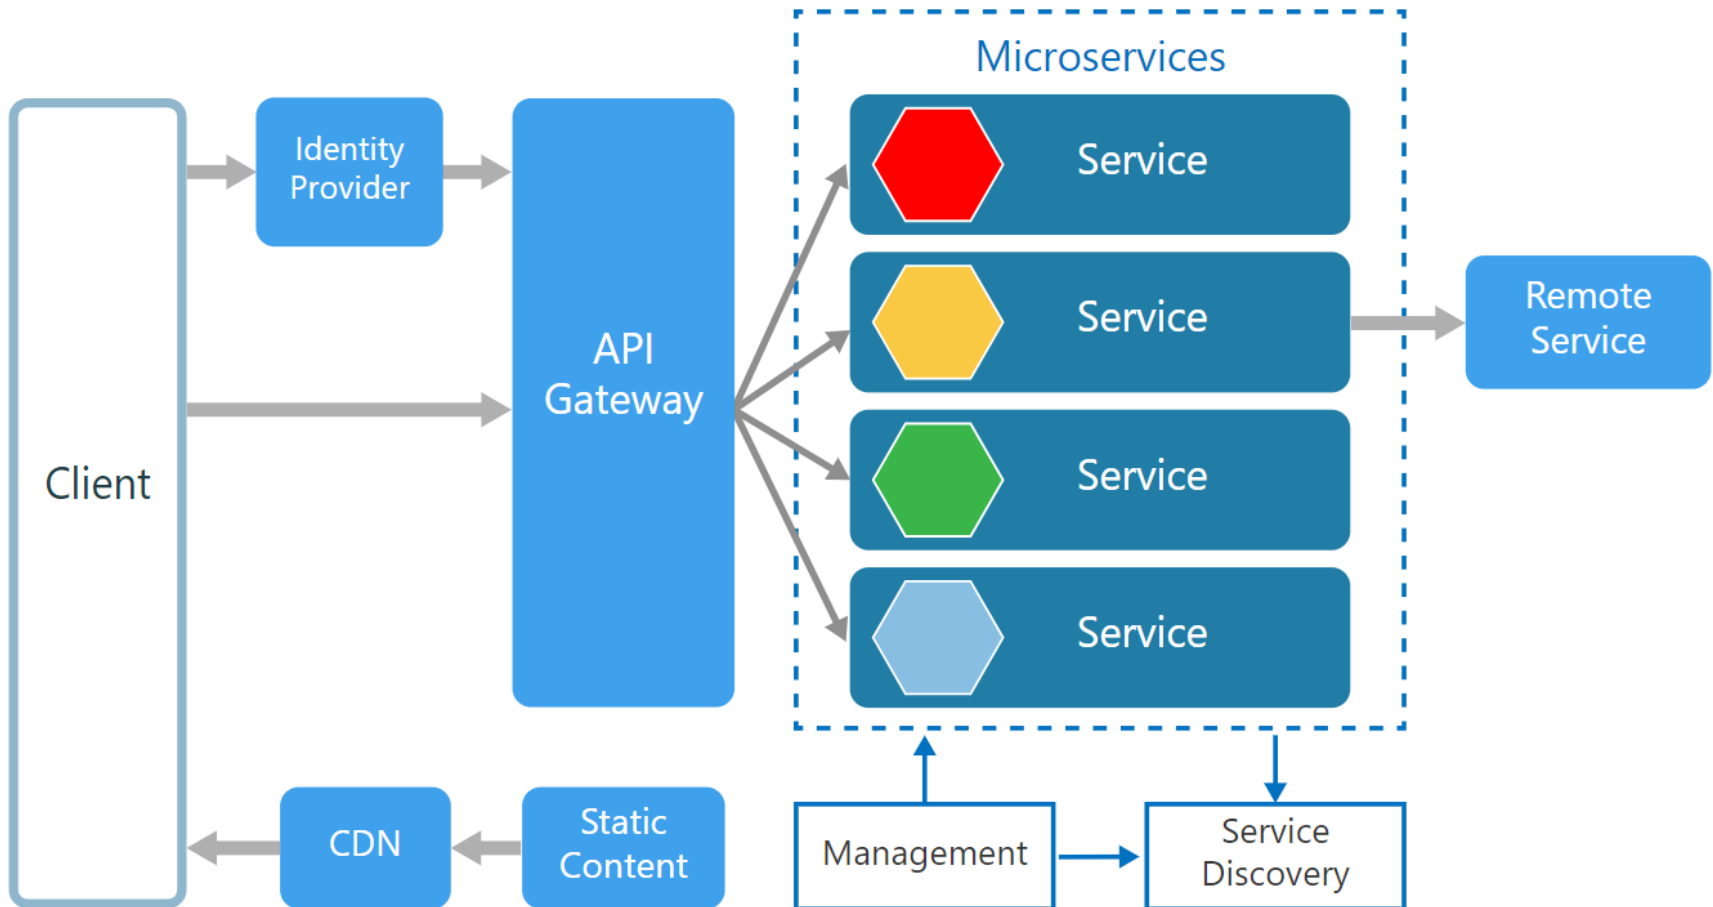 Microservices
Identity
Provider
Service
API
Gateway
Service
Remote
Service
Client
Service
Service
CDN
Static
Content
Management
Service
Discovery